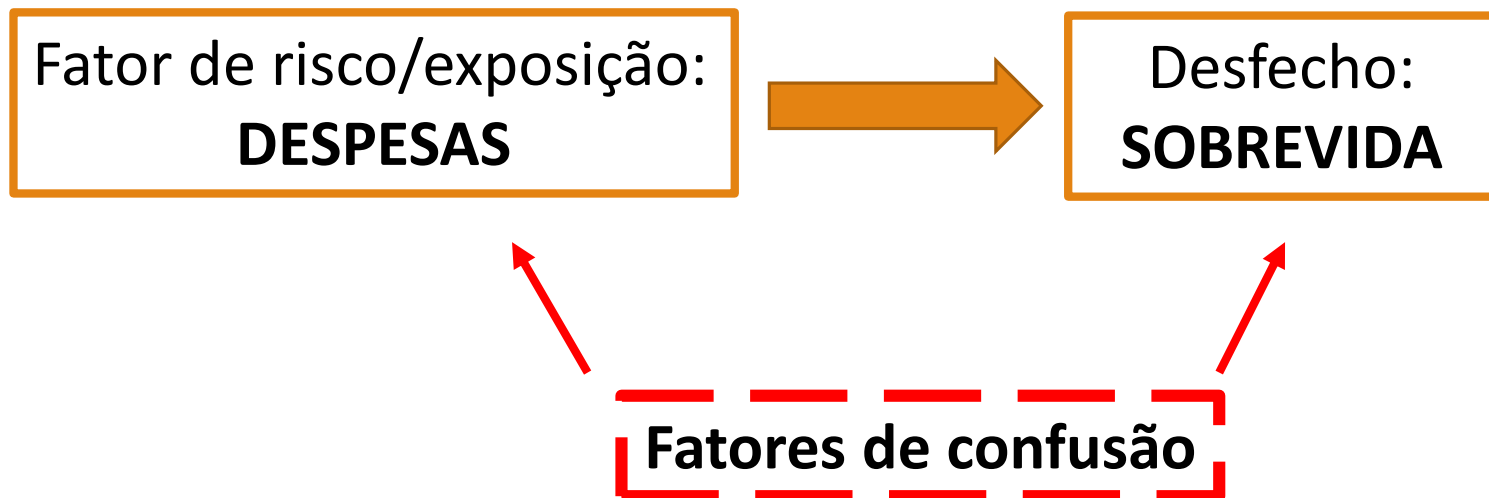 Fator de risco/exposição:
DESPESAS
Desfecho:
SOBREVIDA
Fatores de confusão